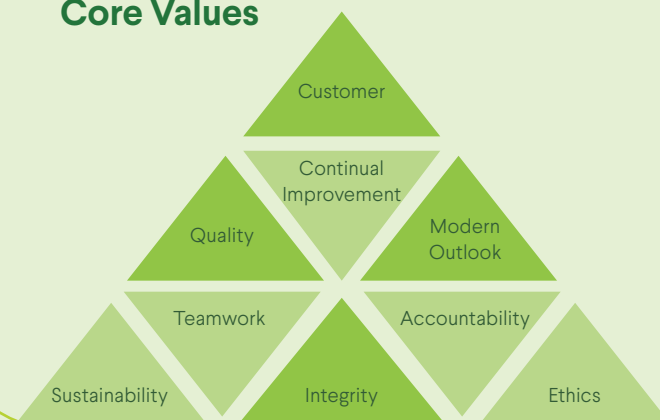 Core Values
Customer
Continual
Improvement
Quality
Modern
Outlook
Teamwork
Accountability
Sustainability
Integrity
Ethics